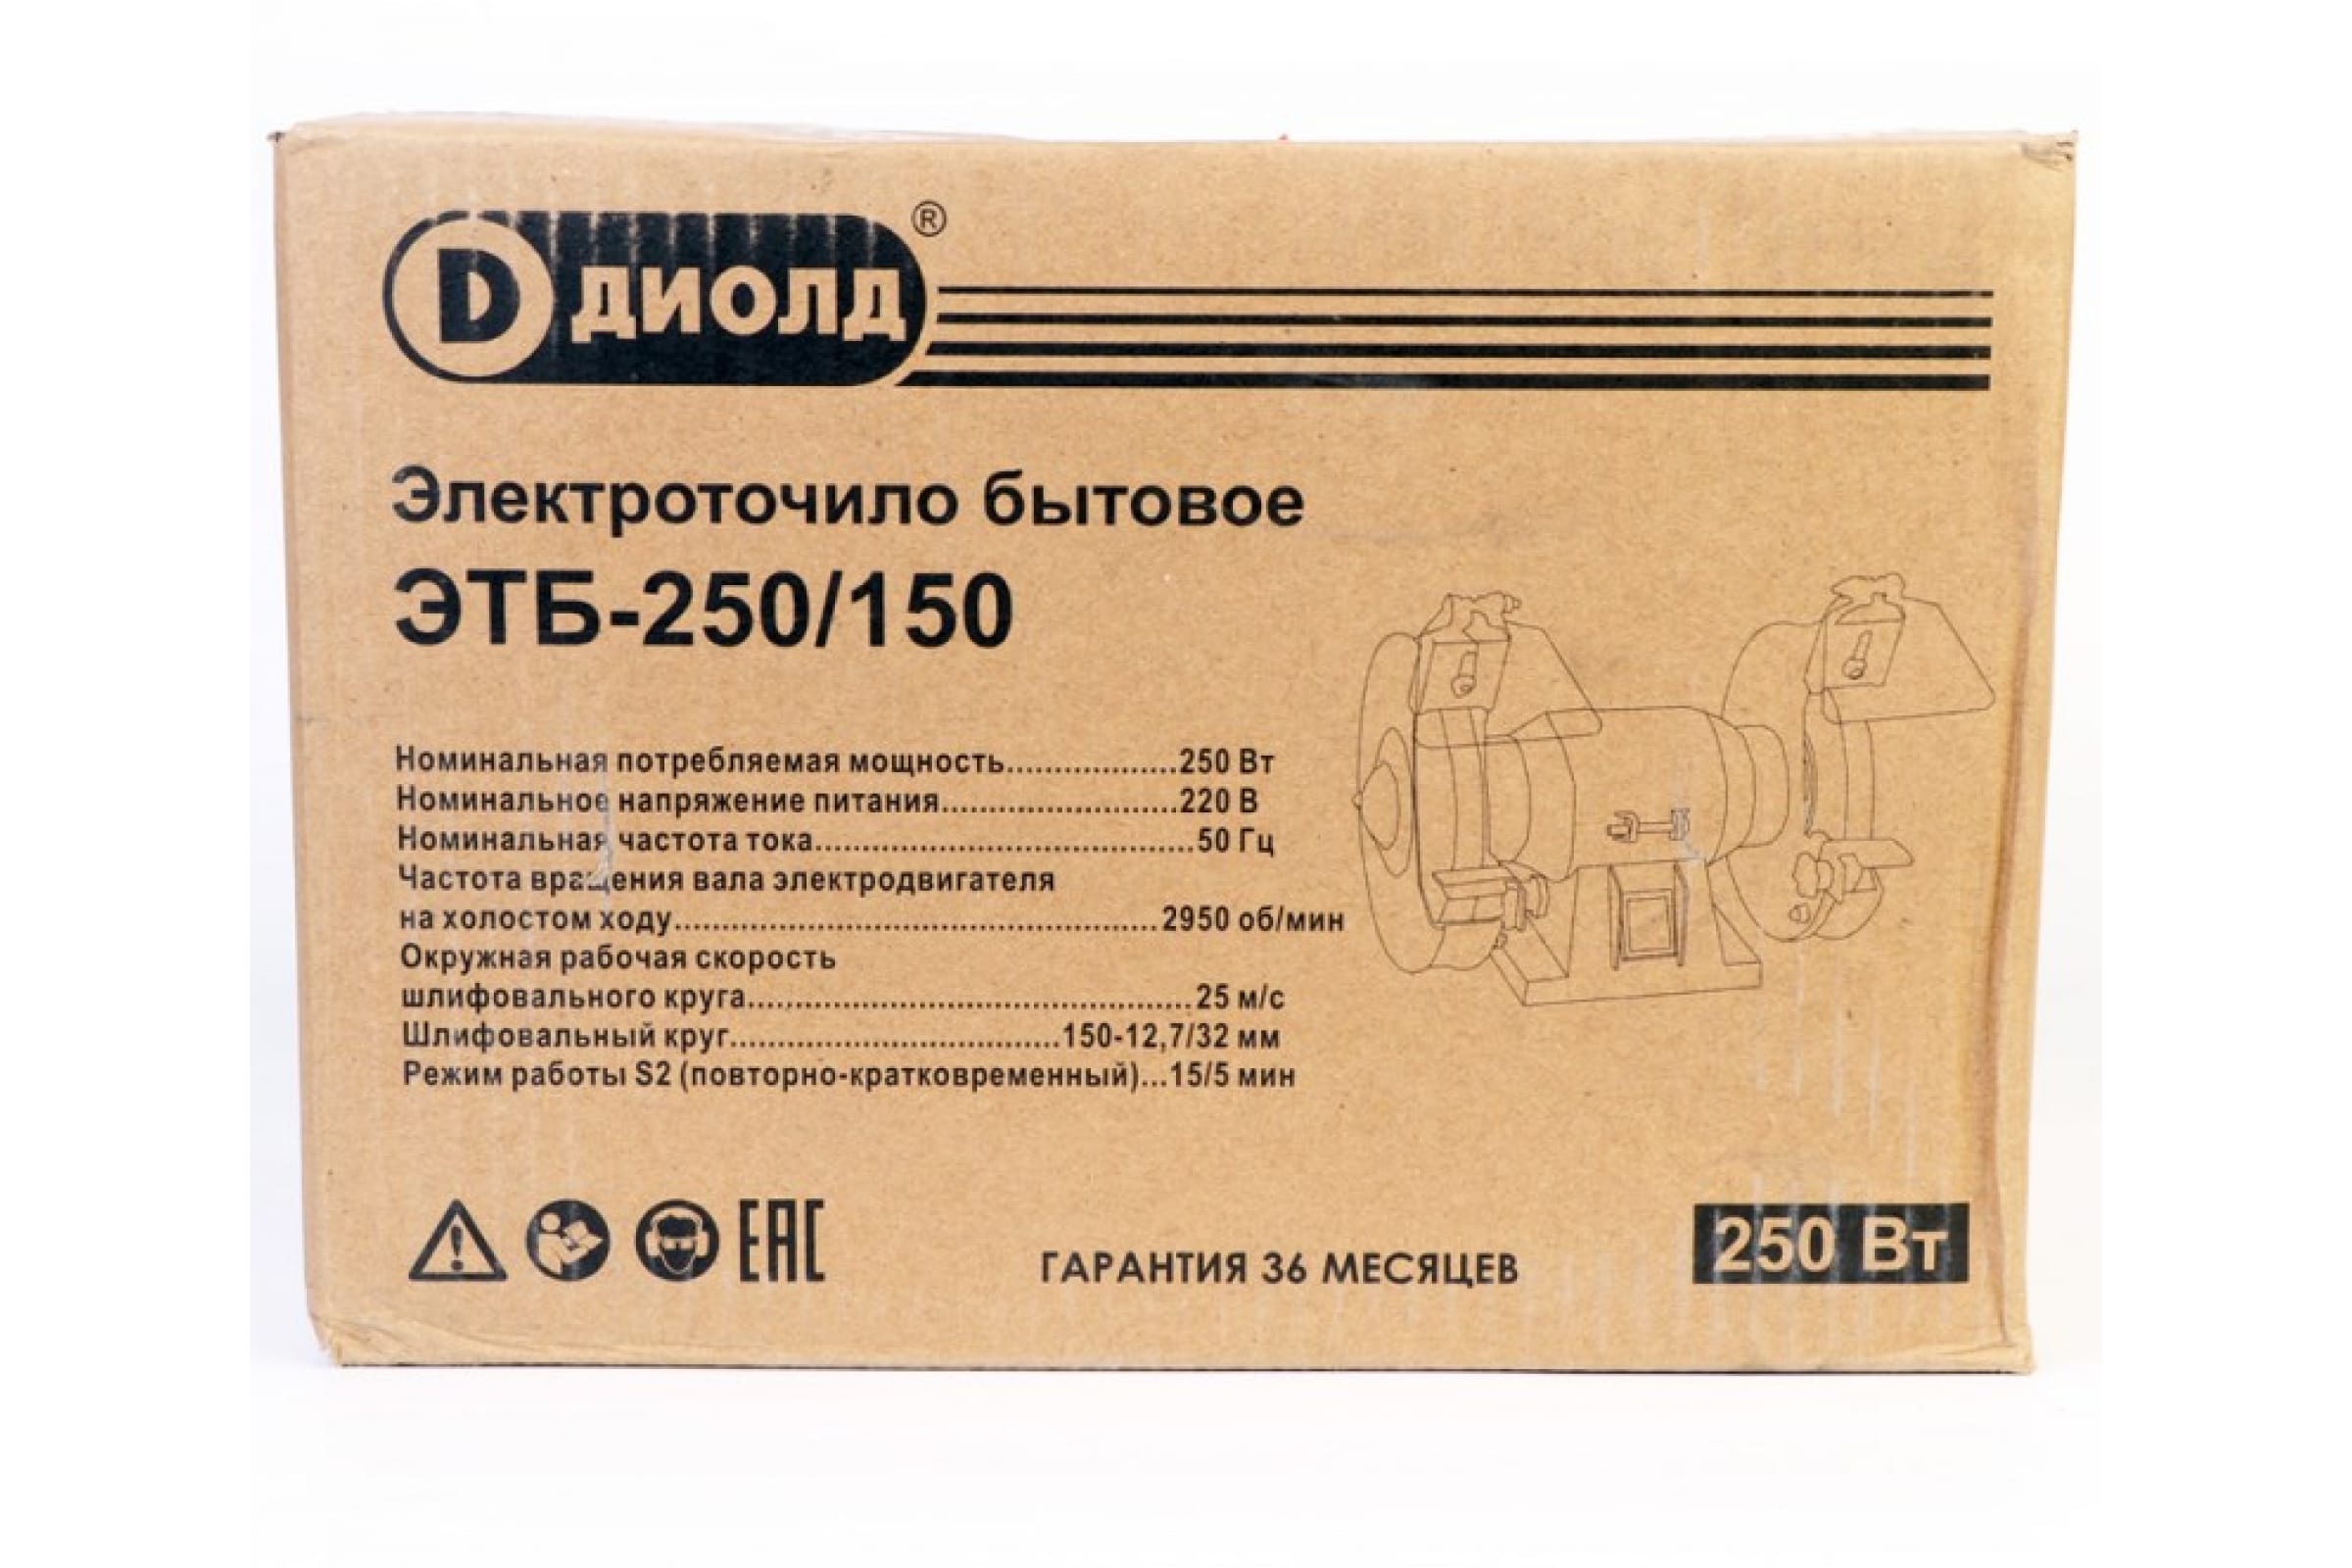 D ДИОЛД ®
Электроточило бытовое
ЭТБ-250/150
Номинальная потребляемая мощность..................250 Вт
Номинальное напряжение питания.........................220 В
Номинальная частота тока........................................50 Гц
Частота вращения вала электродвигателя
на холостом ходу...................................................2950 об/мин
Окружная рабочая скорость
шлифовального круга...............................................25 м/с
Шлифовальный круг...................................150-12,7/32 мм
Режим работы S2 (повторно-кратковременный)...15/5 мин
EAC
ГАРАНТИЯ 36 МЕСЯЦЕВ
250 Вт